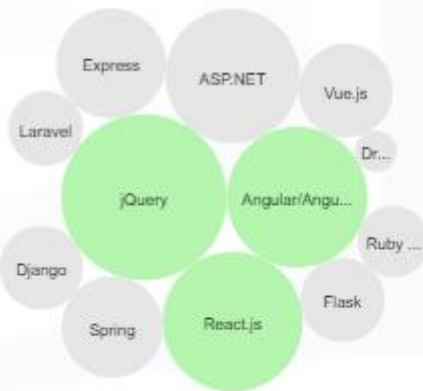 Express
ASP.NET
Vue.js
Laravel
Dr...
jQuery
Angular/Angu...
Ruby ...
Django
Flask
Spring
React.js